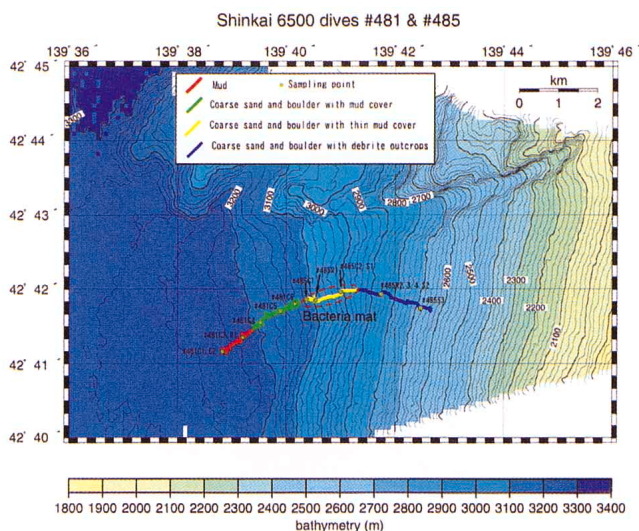 Shinkai 6500 dives #481 & #485
139˚ 36´ 139˚ 38´ 139˚ 40´ 139˚ 42´ 139˚ 44´ 139˚ 46´
42˚ 45´
42˚ 44´
42˚ 43´
42˚ 42´
42˚ 41´
42˚ 40´
Mud
Sampling point
Coarse sand and boulder with mud cover
Coarse sand and boulder with thin mud cover
Coarse sand and boulder with debrite outcrops
km
0 1 2
3200 3100 3000 2900 2800 2700
2600 2500 2400 2300 2200 2100
#485S3
Bacteria mat
1800 1900 2000 2100 2200 2300 2400 2500 2600 2700 2800 2900 3000 3100 3200 3300 3400
bathymetry (m)